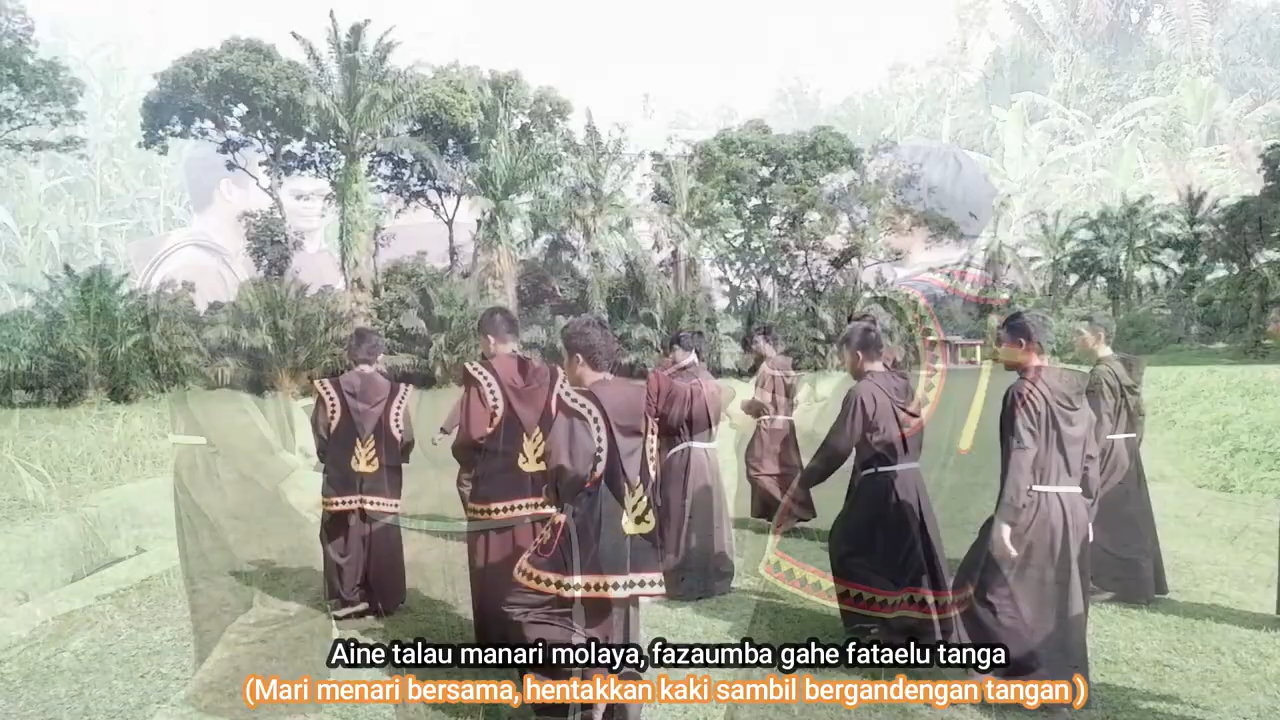 Aine talau manari molaya, fazaumba gahe fataelu tanga
(Mari menari bersama, hentakkan kaki sambil bergandengan tangan )